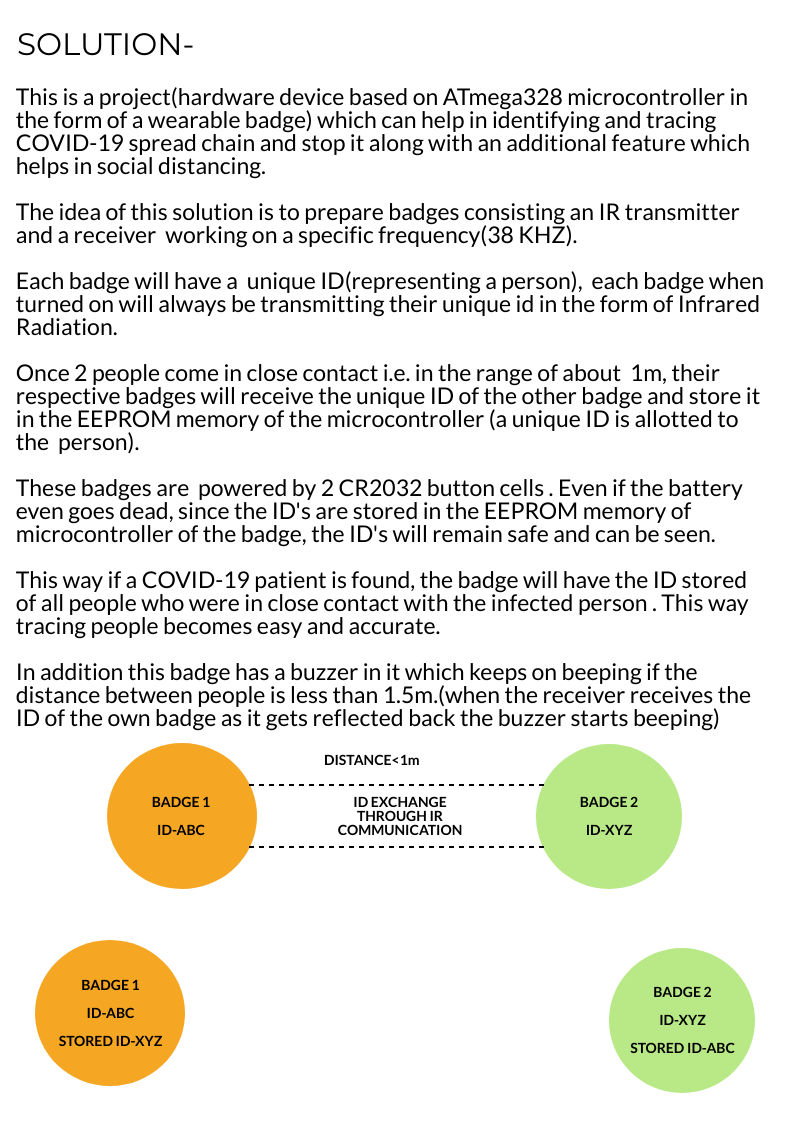 SOLUTION-
This is a project(hardware device based on ATmega328 microcontroller in
the form of a wearable badge) which can help in identifying and tracing
COVID-19 spread chain and stop it along with an additional feature which
helps in social distancing.
The idea of this solution is to prepare badges consisting an IR transmitter
and a receiver  working on a specific frequency(38 KHZ).
Each badge will have a  unique ID(representing a person),  each badge when
turned on will always be transmitting their unique id in the form of Infrared
Radiation.
Once 2 people come in close contact i.e. in the range of about  1m, their
respective badges will receive the unique ID of the other badge and store it
in the EEPROM memory of the microcontroller (a unique ID is allotted to
the  person).
These badges are  powered by 2 CR2032 button cells . Even if the battery
even goes dead, since the ID's are stored in the EEPROM memory of
microcontroller of the badge, the ID's will remain safe and can be seen.
This way if a COVID-19 patient is found, the badge will have the ID stored
of all people who were in close contact with the infected person . This way
tracing people becomes easy and accurate.
In addition this badge has a buzzer in it which keeps on beeping if the
distance between people is less than 1.5m.(when the receiver receives the
ID of the own badge as it gets reflected back the buzzer starts beeping)
DISTANCE<1m
BADGE 1
ID-ABC
ID EXCHANGE
THROUGH IR
COMMUNICATION
BADGE 2
ID-XYZ
BADGE 1
ID-ABC
STORED ID-XYZ
BADGE 2
ID-XYZ
STORED ID-ABC